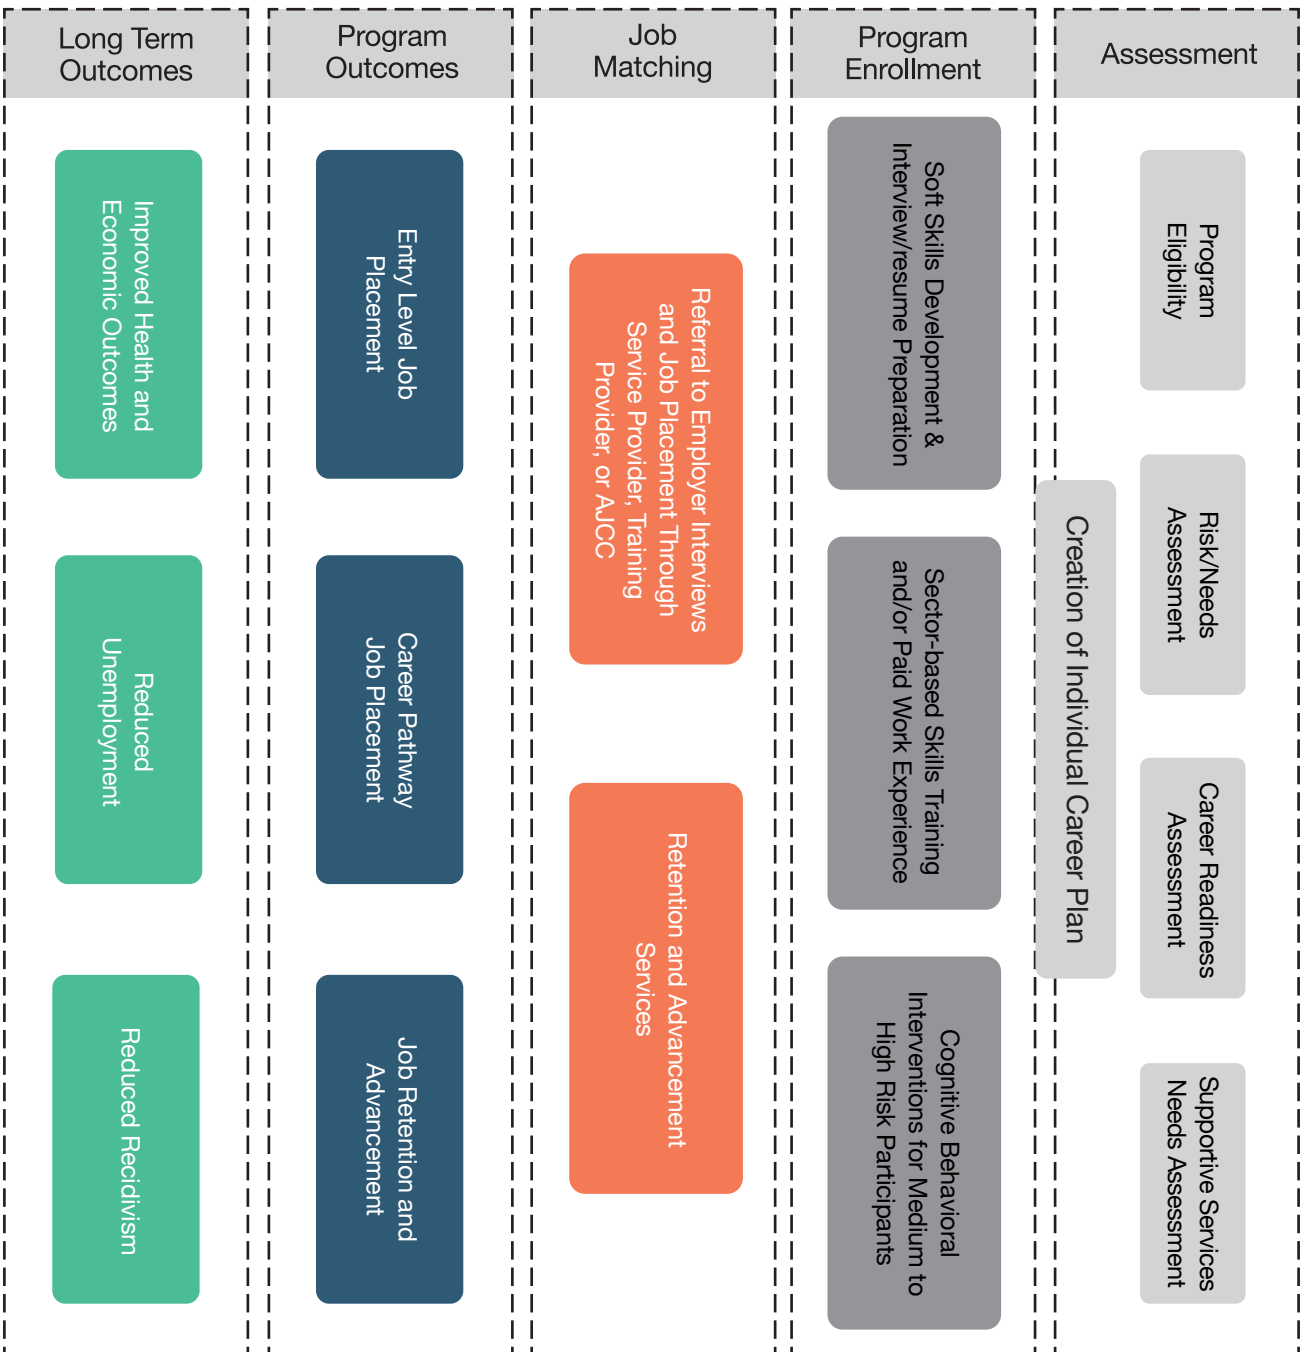 Long Term
Outcomes
Improved Health and
Economic Outcomes
Reduced
Unemployment
Reduced Recidivism
Program
Outcomes
Entry Level Job
Placement
Career Pathway
Job Placement
Job Retention and
Advancement
Job
Matching
Referral to Employer Interviews
and Job Placement Through
Service Provider, Training
Provider, or AJCC
Retention and Advancement
Services
Program
Enrollment
Soft Skills Development &
Interview/resume Preparation
Sector-based Skills Training
and/or Paid Work Experience
Cognitive Behavioral
Interventions for Medium to
High Risk Participants
Creation of Individual Career Plan
Assessment
Program
Eligibility
Risk/Needs
Assessment
Career Readiness
Assessment
Supportive Services
Needs Assessment